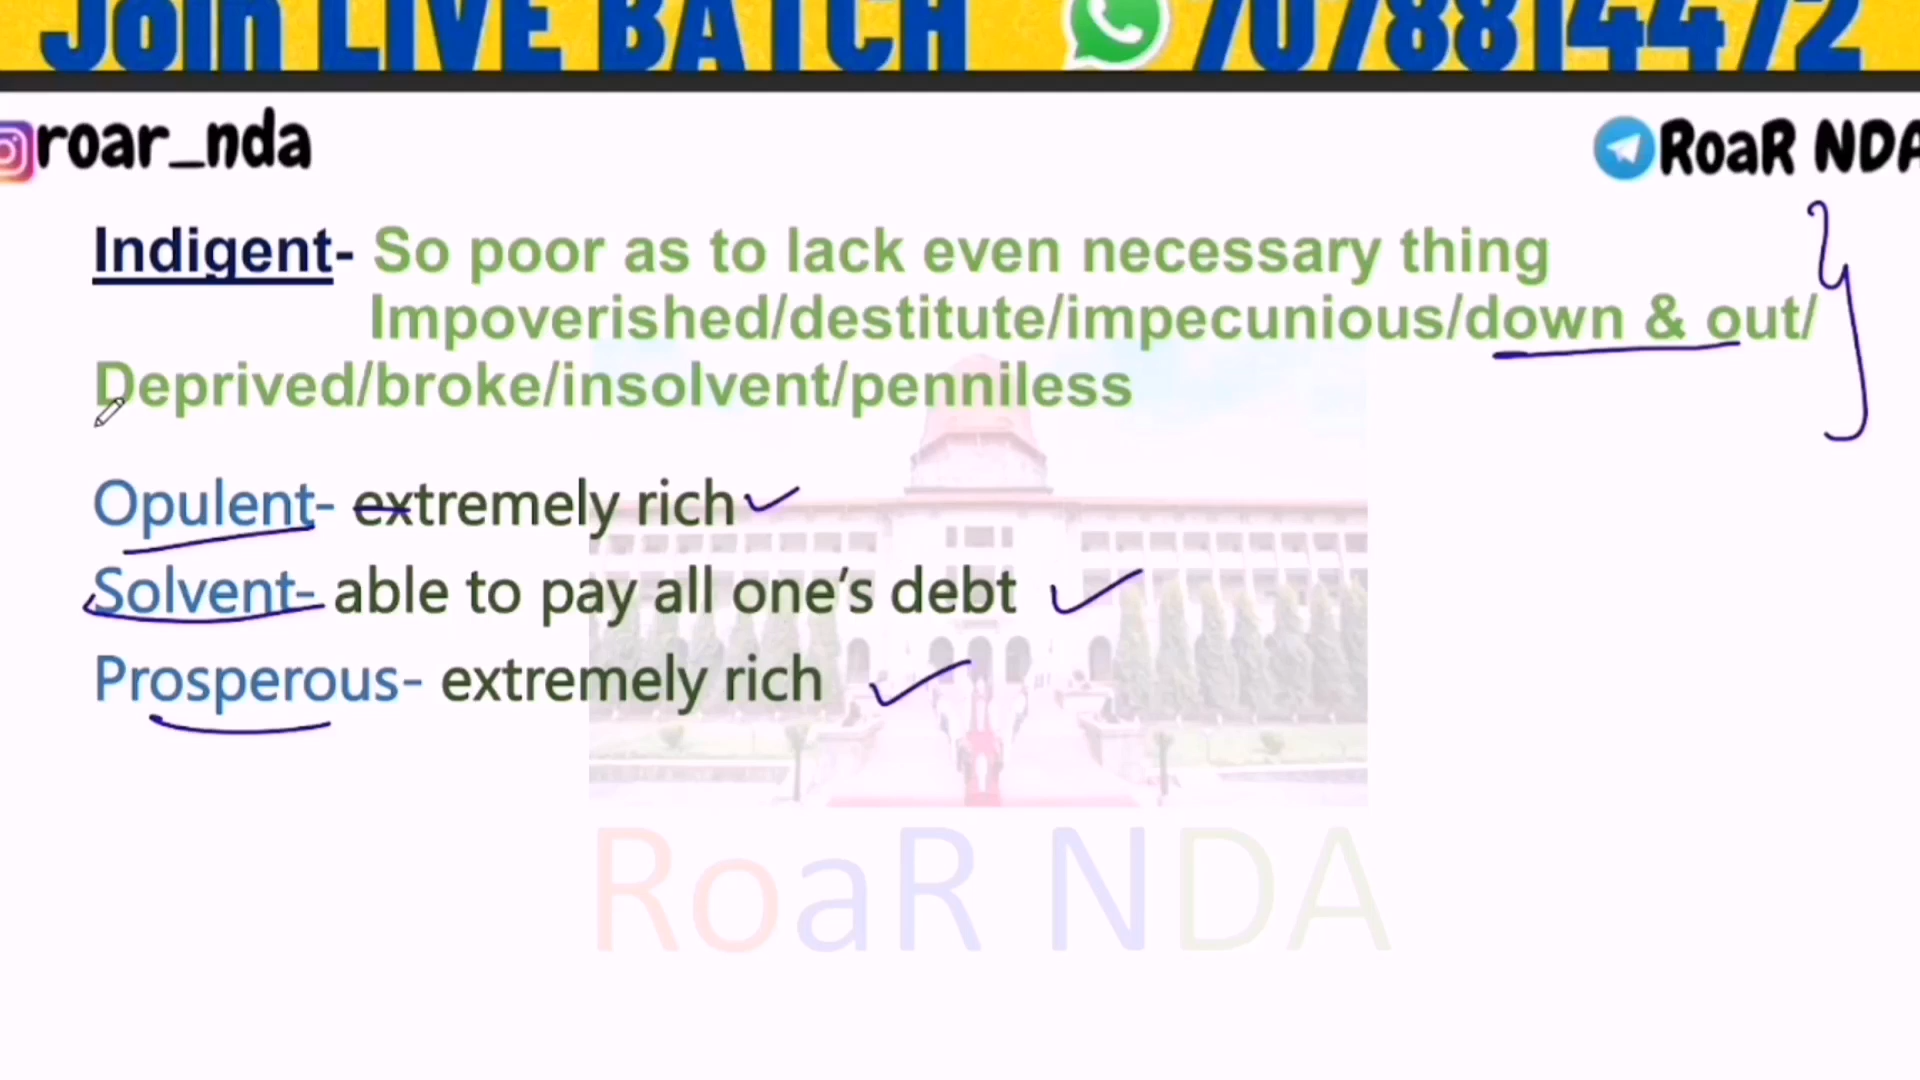 Join LIVE BATCH 7078814472
roar_nda
RoaR NDA
Indigent- So poor as to lack even necessary thing
Impoverished/destitute/impecunious/down & out/
Deprived/broke/insolvent/penniless
Opulent- extremely rich
Solvent- able to pay all one’s debt
Prosperous- extremely rich
RoaR NDA